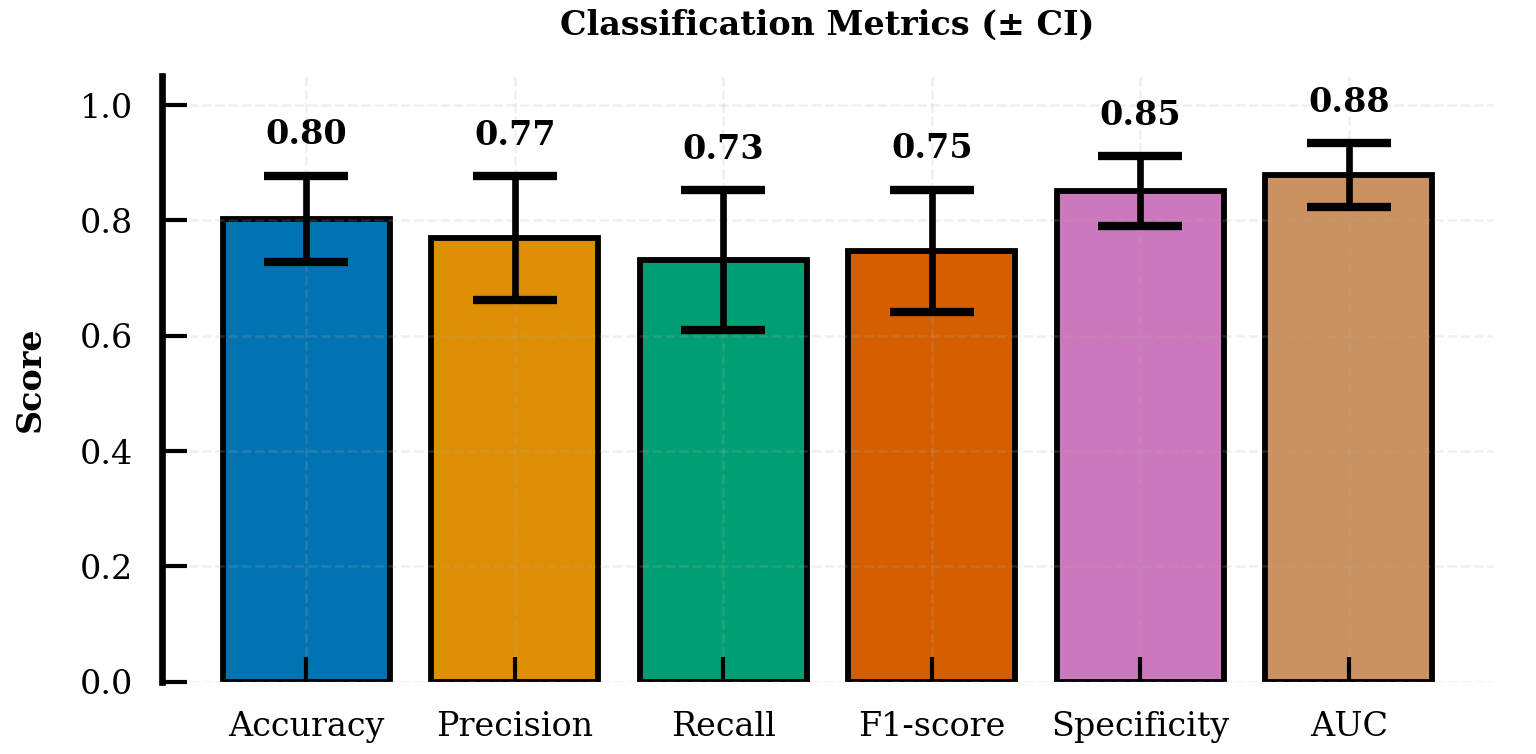 Classification Metrics (± CI)
Score
1.0
0.8
0.6
0.4
0.2
0.0
0.80
0.77
0.73
0.75
0.85
0.88
Accuracy
Precision
Recall
F1-score
Specificity
AUC